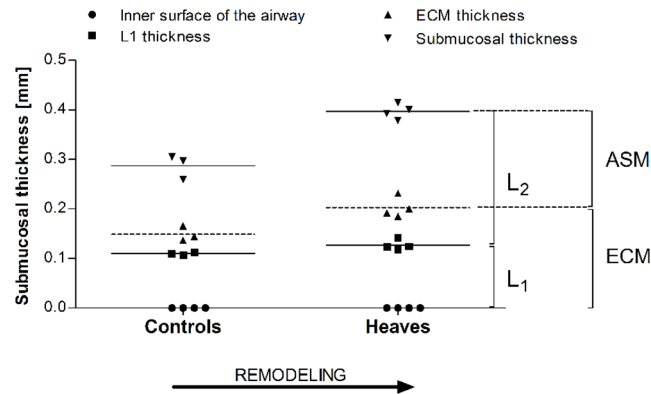 Inner surface of the airway
L1 thickness
ECM thickness
Submucosal thickness
Submucosal thickness [mm]
0.5
0.4
0.3
0.2
0.1
0.0
Controls
Heaves
L2
L1
ASM
ECM
REMODELING